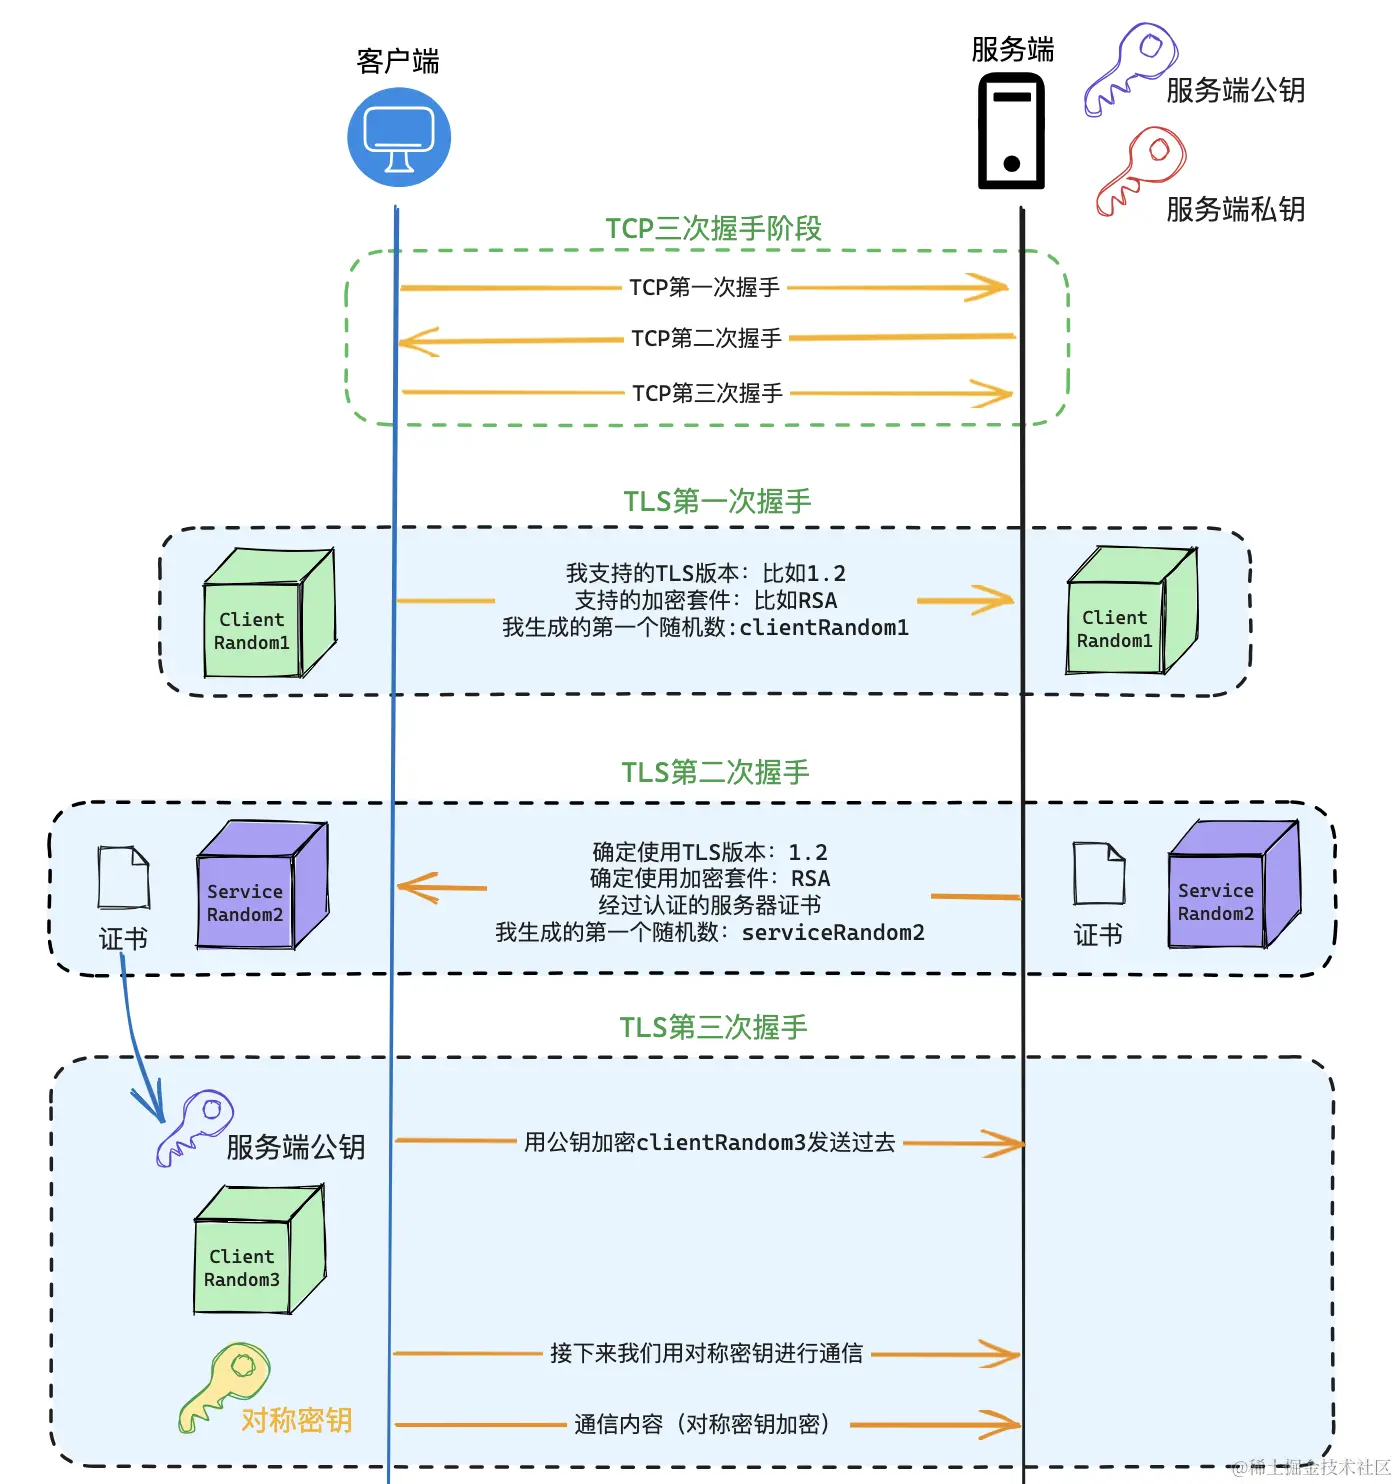 客户端
服务端
服务端公钥
服务端私钥
TCP三次握手阶段
TCP第一次握手
TCP第二次握手
TCP第三次握手
TLS第一次握手
Client
Random1
我支持的TLS版本：比如1.2
支持的加密套件：比如RSA
我生成的第一个随机数:clientRandom1
Client
Random1
TLS第二次握手
证书
Service
Random2
确定使用TLS版本：1.2
确定使用加密套件：RSA
经过认证的服务器证书
我生成的第一个随机数：serviceRandom2
证书
Service
Random2
TLS第三次握手
服务端公钥
用公钥加密clientRandom3发送过去
Client
Random3
接下来我们用对称密钥进行通信
对称密钥
通信内容（对称密钥加密）
@稀土掘金技术社区